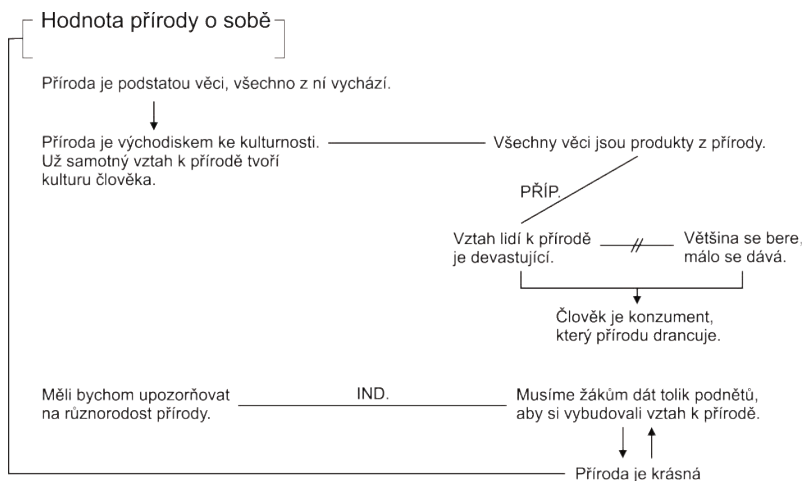 Hodnota přírody o sobě
Příroda je podstatou věci, všechno z ní vychází.
Příroda je východiskem ke kulturnosti.
Už samotný vztah k přírodě tvoří
kulturu člověka.
Všechny věci jsou produkty z přírody.
PŘÍP.
Vztah lidí k přírodě
je devastující.
Většina se bere,
málo se dává.
Člověk je konzument,
který přírodu drancuje.
Měli bychom upozorňovat
na různorodost přírody.
IND.
Musíme žákům dát tolik podnětů,
aby si vybudovali vztah k přírodě.
Příroda je krásná